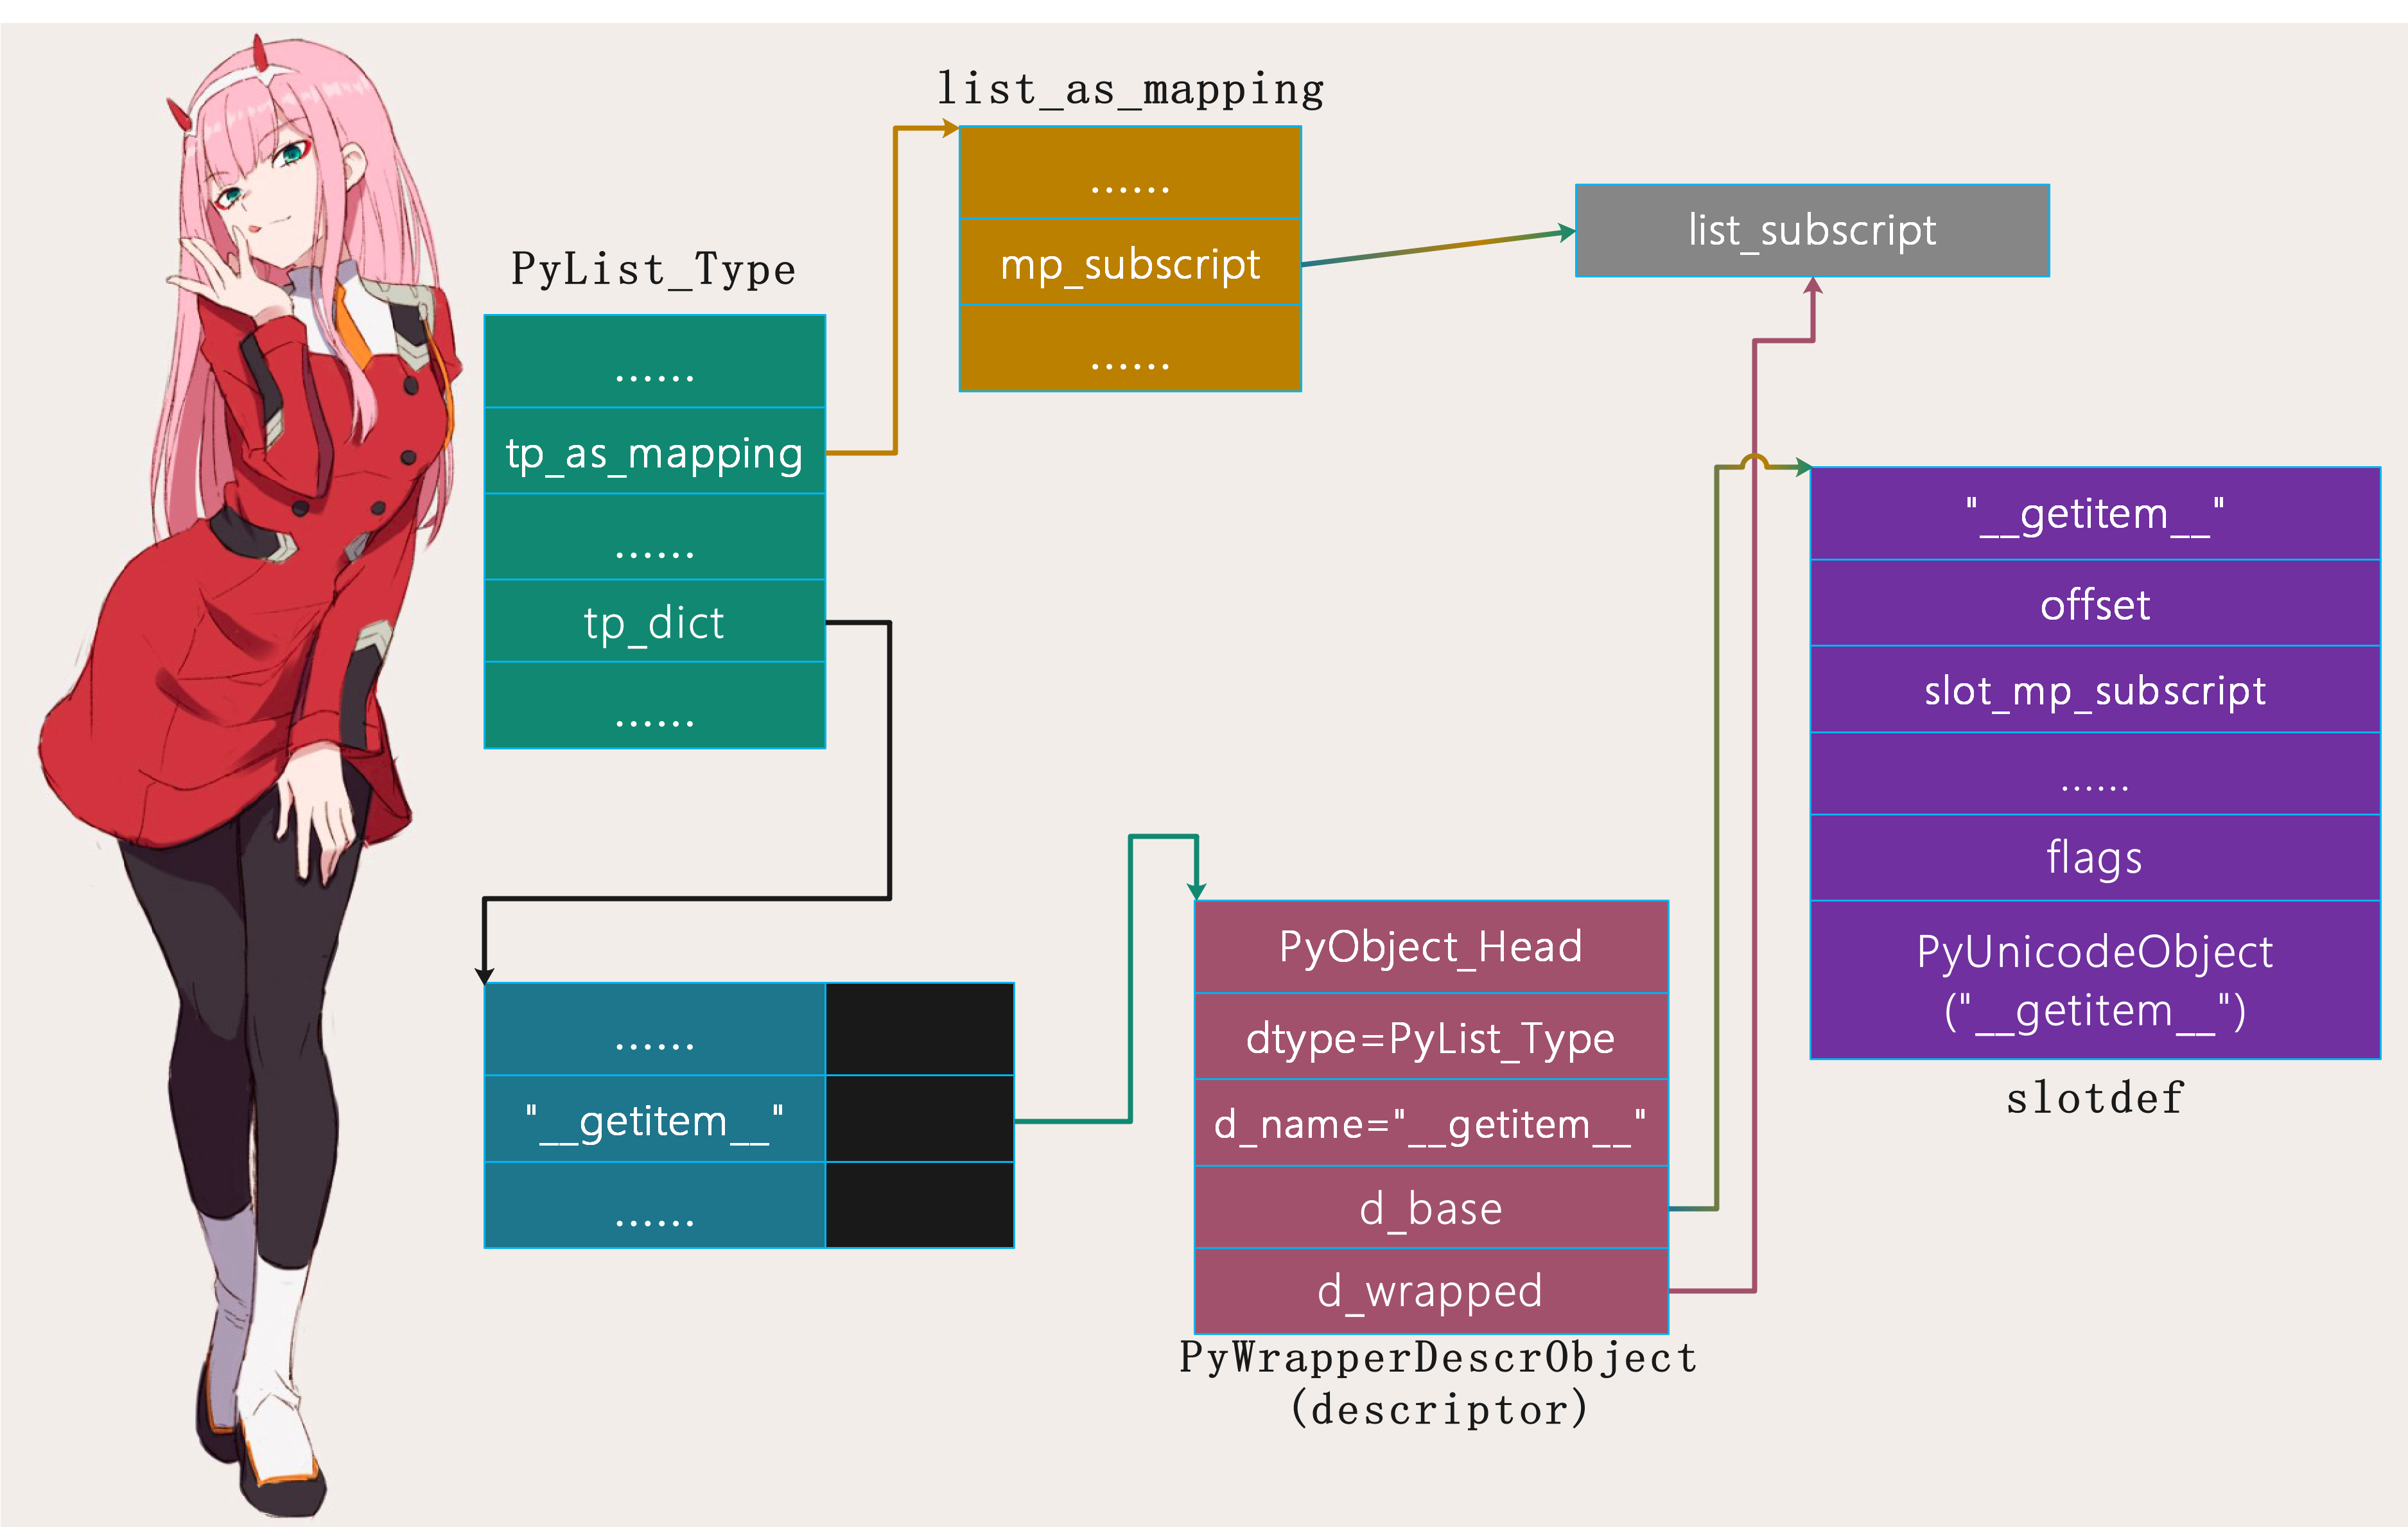 list_as_mapping
......
mp_subscript
......
list_subscript
PyList_Type
......
tp_as_mapping
......
tp_dict
......
"__getitem__"
offset
slot_mp_subscript
......
flags
PyUnicodeObject
("__getitem__")
slotdef
......
"__getitem__"
......
PyObject_Head
dtype=PyList_Type
d_name="__getitem__"
d_base
d_wrapped
PyWrapperDescrObject
(descriptor)